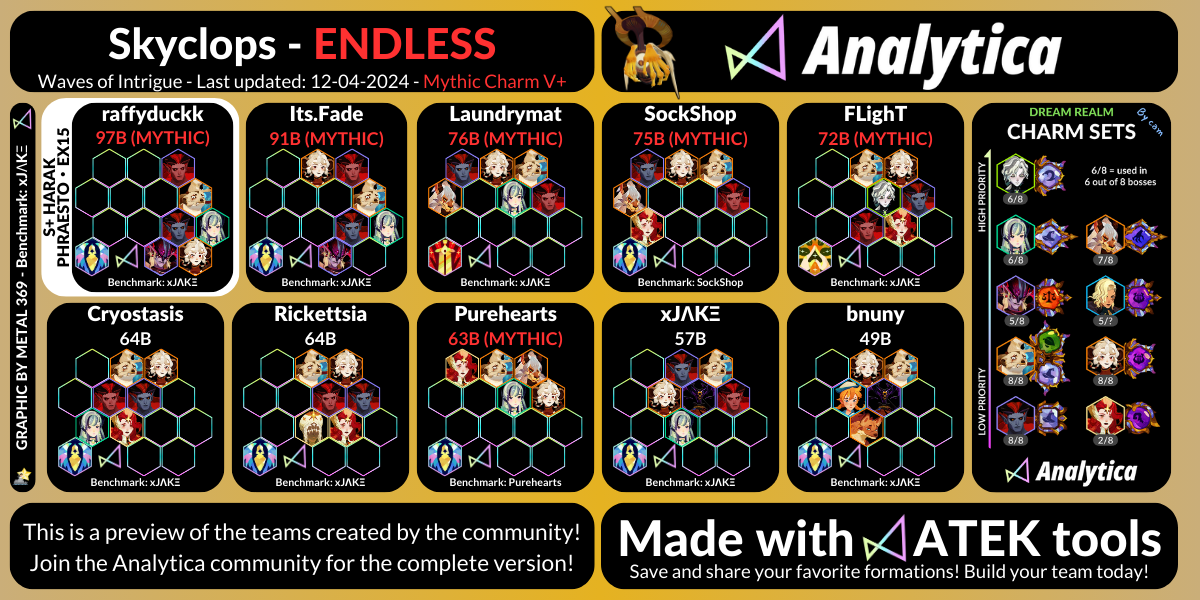 Skyclops - ENDLESS
Waves of Intrigue - Last updated: 12-04-2024 - Mythic Charm V+
Analytica
GRAPHIC BY METAL 369 - Benchmark: xJΛKΞ
S+ HARAK
PHRAESTO • EX15
raffyduckk
97B (MYTHIC)
Benchmark: xJΛKΞ
Its.Fade
91B (MYTHIC)
Benchmark: xJΛKΞ
Laundrymat
76B (MYTHIC)
Benchmark: xJΛKΞ
SockShop
75B (MYTHIC)
Benchmark: SockShop
FLighT
72B (MYTHIC)
Benchmark: xJΛKΞ
Cryostasis
64B
Benchmark: xJΛKΞ
Rickettsia
64B
Benchmark: xJΛKΞ
Purehearts
63B (MYTHIC)
Benchmark: Purehearts
xJΛKΞ
57B
Benchmark: xJΛKΞ
bnuny
49B
Benchmark: xJΛKΞ
DREAM REALM
CHARM SETS
By cam
HIGH PRIORITY
LOW PRIORITY
6/8 = used in
6 out of 8 bosses
6/8
6/8
7/8
5/8
5/?
8/8
8/8
8/8
2/8
Analytica
This is a preview of the teams created by the community!
Join the Analytica community for the complete version!
Made with ATEK tools
Save and share your favorite formations! Build your team today!